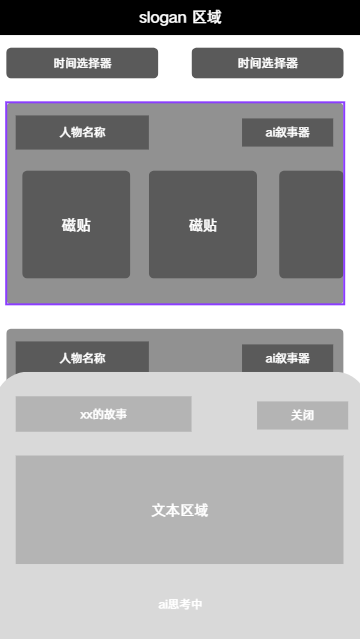 slogan 区域
时间选择器
时间选择器
人物名称
ai叙事器
磁贴
磁贴
人物名称
ai叙事器
xx的故事
关闭
文本区域
ai思考中